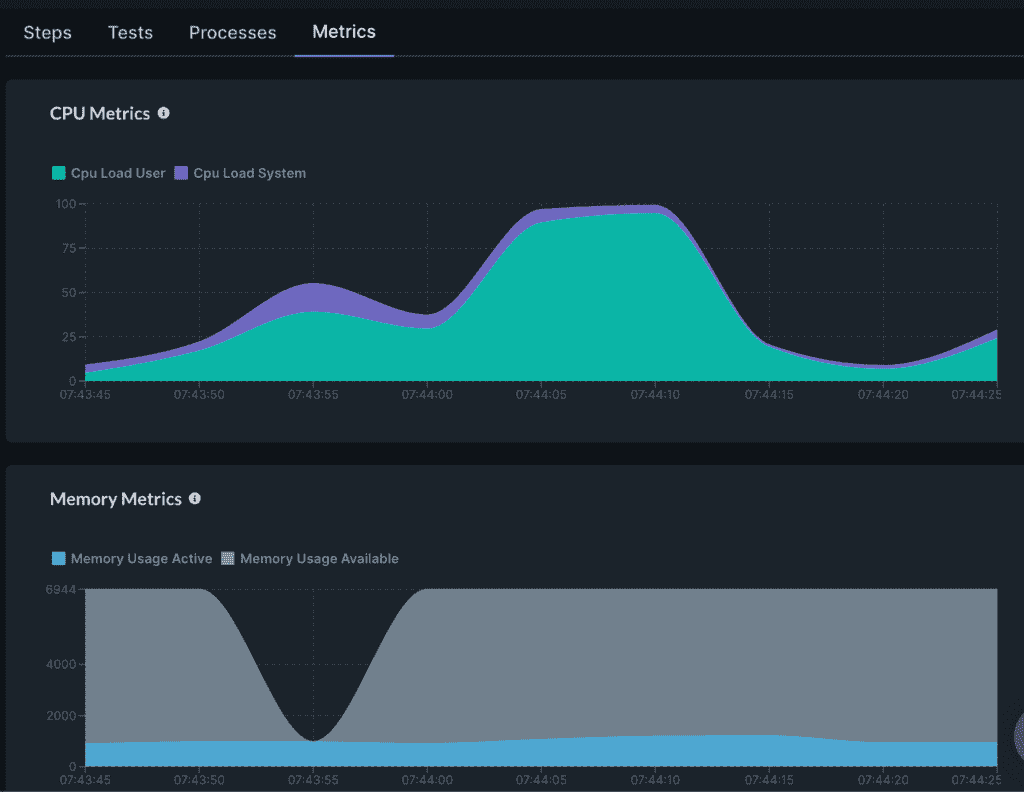 Steps Tests Processes Metrics
CPU Metrics
Cpu Load User Cpu Load System
100
75
50
25
0
07:43:45 07:43:50 07:43:55 07:44:00 07:44:05 07:44:10 07:44:15 07:44:20 07:44:25
Memory Metrics
Memory Usage Active Memory Usage Available
6944
4000
2000
0
07:43:45 07:43:50 07:43:55 07:44:00 07:44:05 07:44:10 07:44:15 07:44:20 07:44:25